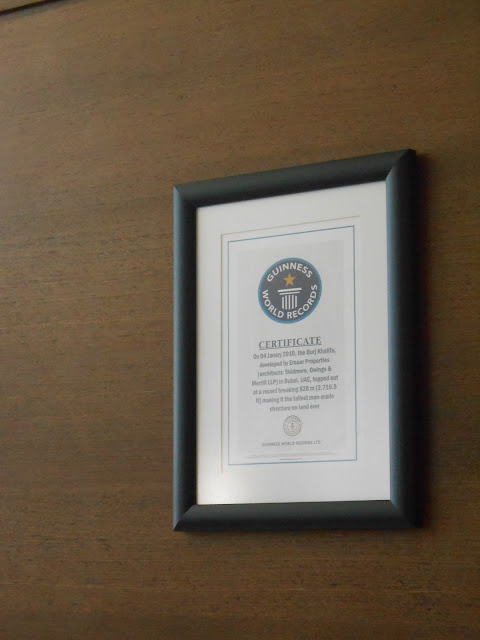 GUINNESS
WORLD RECORDS
CERTIFICATE
On 04 January 2010, the Burj Khalifa,
developed by Emaar Properties
(architects: Skidmore, Owings &
Merrill LLP) in Dubai, UAE, topped out
at a record breaking 828 m (2,716.5
ft) making it the tallest man-made
structure on land ever
GUINNESS WORLD RECORDS LTD